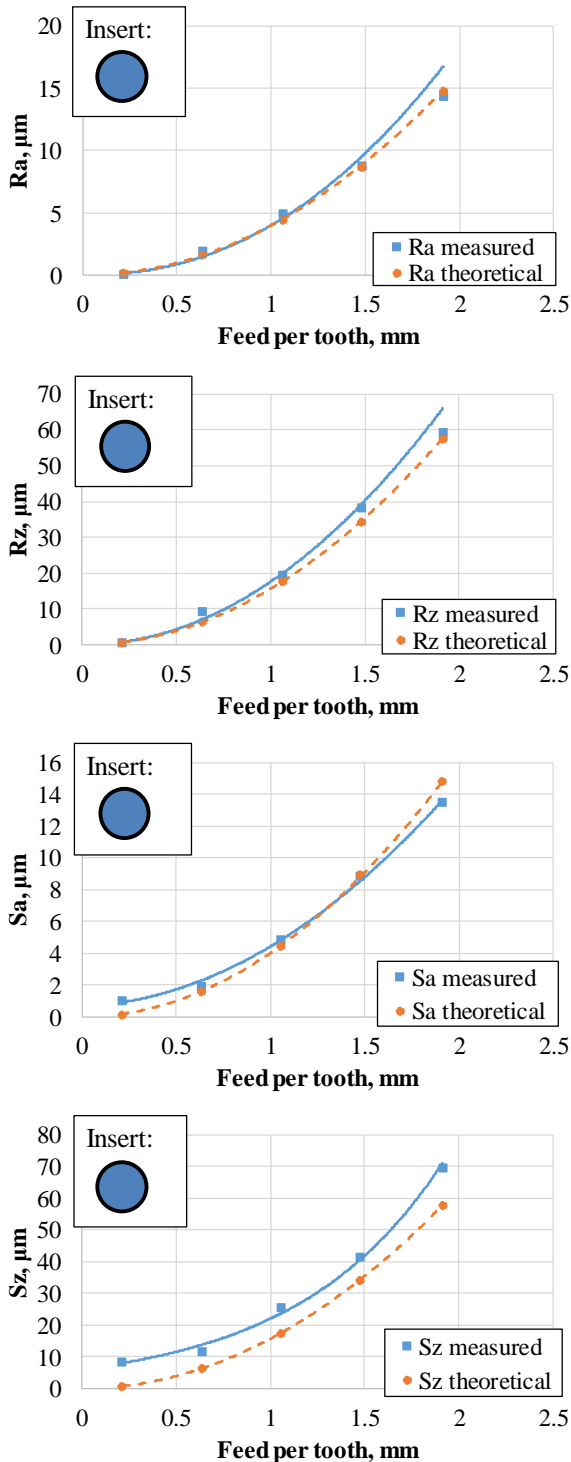 Insert:
20
15
10
5
0
Ra, µm
Ra measured
Ra theoretical
0 0.5 1 1.5 2 2.5
Feed per tooth, mm
Insert:
70
60
50
40
30
20
10
0
Rz, µm
Rz measured
Rz theoretical
0 0.5 1 1.5 2 2.5
Feed per tooth, mm
Insert:
16
14
12
10
8
6
4
2
0
Sa, µm
Sa measured
Sa theoretical
0 0.5 1 1.5 2 2.5
Feed per tooth, mm
Insert:
80
70
60
50
40
30
20
10
0
Sz, µm
Sz measured
Sz theoretical
0 0.5 1 1.5 2 2.5
Feed per tooth, mm